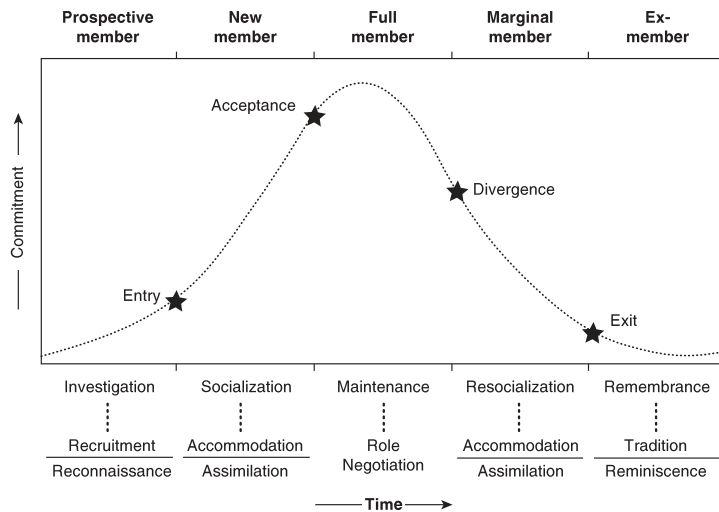 Prospective member
New member
Full member
Marginal member
Ex-member
Commitment
Acceptance
Divergence
Entry
Exit
Investigation
Socialization
Maintenance
Resocialization
Remembrance
Recruitment
Reconnaissance
Accommodation
Assimilation
Role
Negotiation
Accommodation
Assimilation
Tradition
Reminiscence
Time